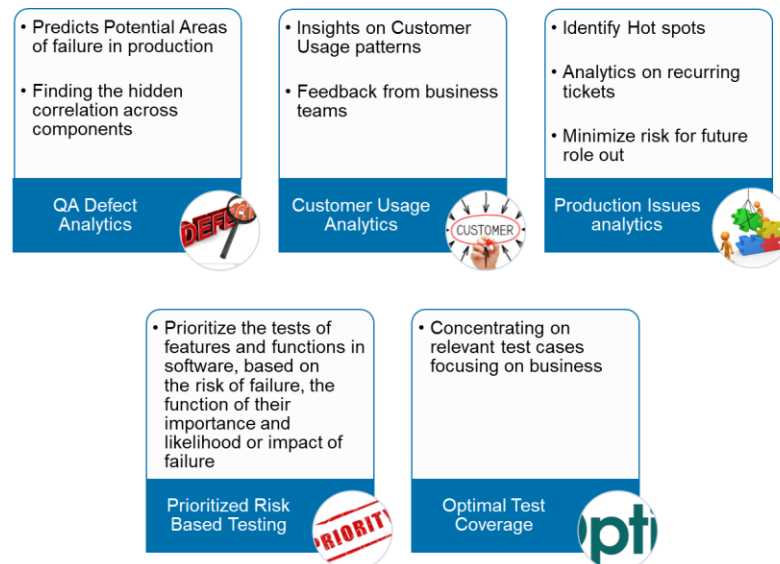 • Predicts Potential Areas
of failure in production
• Finding the hidden
correlation across
components
QA Defect
Analytics
DEFE
• Insights on Customer
Usage patterns
• Feedback from business
teams
Customer Usage
Analytics
CUSTOMER
• Identify Hot spots
• Analytics on recurring
tickets
• Minimize risk for future
role out
Production Issues
analytics
• Prioritize the tests of
features and functions in
software, based on
the risk of failure, the
function of their
importance and
likelihood or impact of
failure
Prioritized Risk
Based Testing
PRIORITY
• Concentrating on
relevant test cases
focusing on business
Optimal Test
Coverage
pti